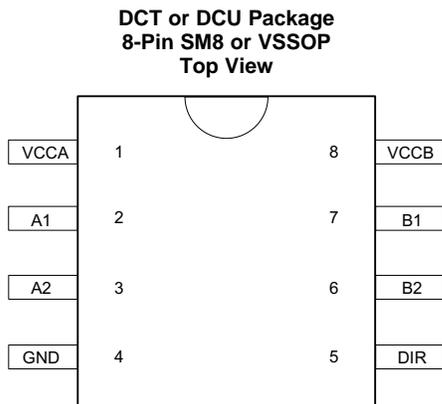 DCT or DCU Package
8-Pin SM8 or VSSOP
Top View
VCCA 1 8 VCCB
A1 2 7 B1
A2 3 6 B2
GND 4 5 DIR